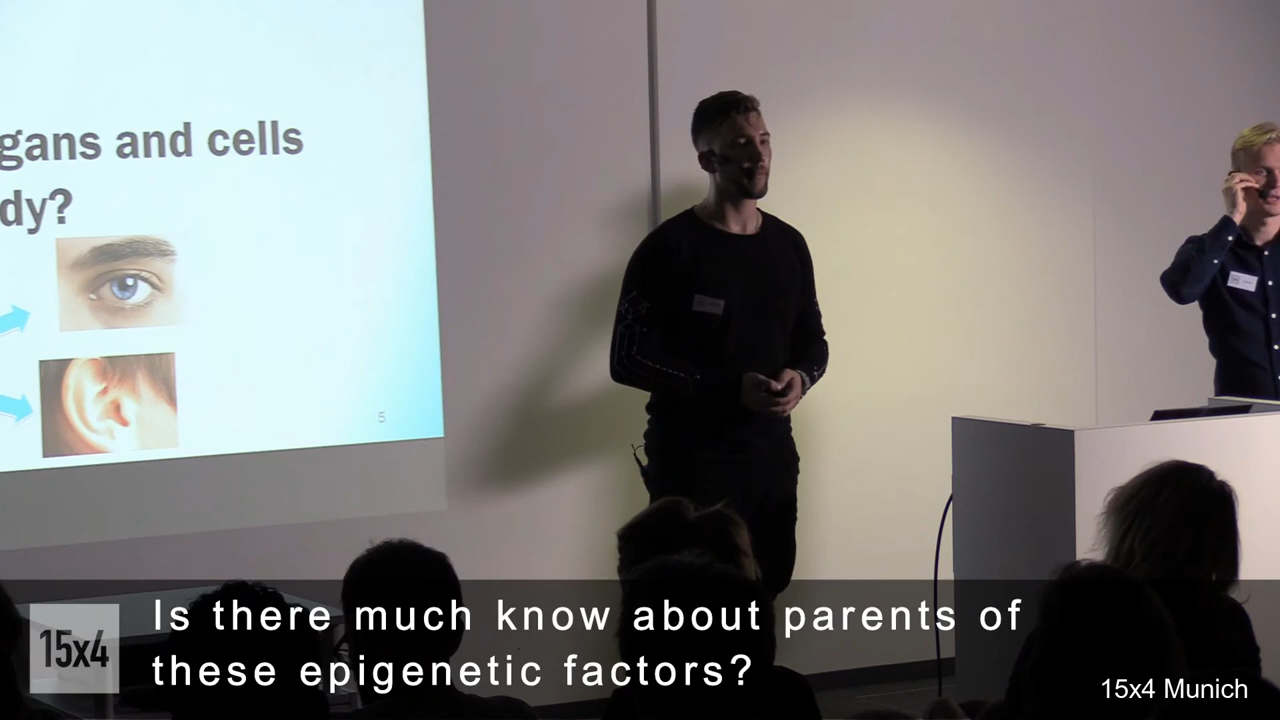 gans and cells
dy?
5
Is there much know about parents of
these epigenetic factors?
15x4
15x4 Munich